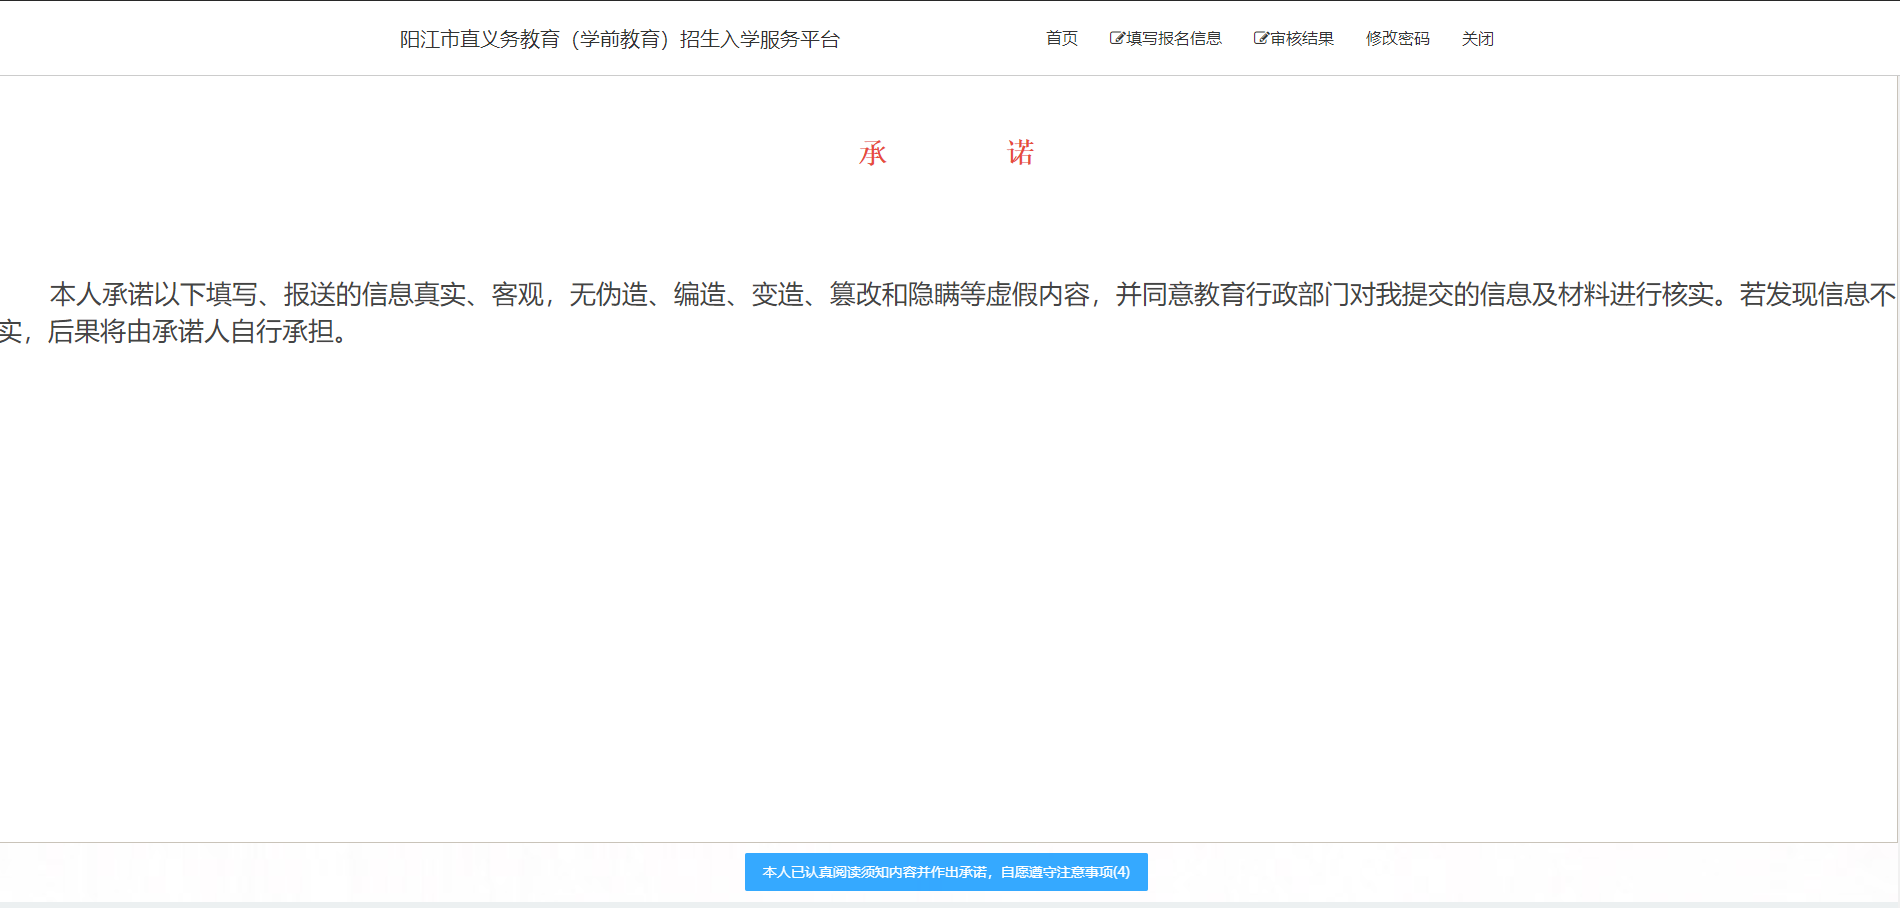 阳江市直义务教育（学前教育）招生入学服务平台 首页 填写报名信息 审核结果 修改密码 关闭
承 诺
本人承诺以下填写、报送的信息真实、客观，无伪造、编造、变造、篡改和隐瞒等虚假内容，并同意教育行政部门对我提交的信息及材料进行核实。若发现信息不
实，后果将由承诺人自行承担。
本人已认真阅读须知内容并作出承诺，自愿遵守注意事项(4)